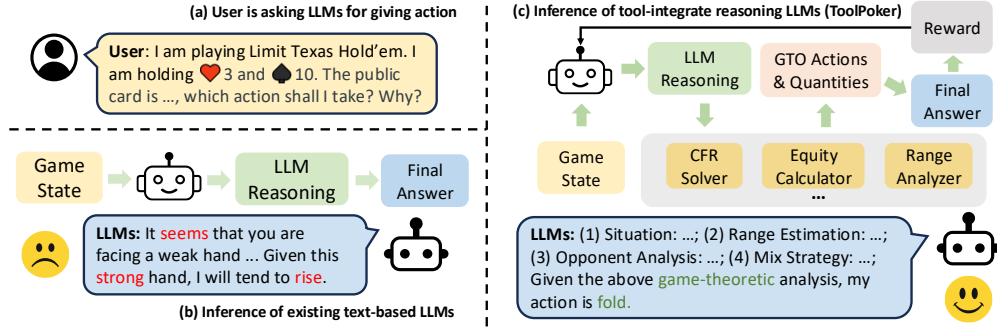 (a) User is asking LLMs for giving action
User: I am playing Limit Texas Hold'em. I
am holding 3 and 10. The public
card is ..., which action shall I take? Why?
Game
State
LLM
Reasoning
Final
Answer
LLMs: It seems that you are
facing a weak hand ... Given this
strong hand, I will tend to rise.
(b) Inference of existing text-based LLMs
(c) Inference of tool-integrate reasoning LLMs (ToolPoker)
Reward
LLM
Reasoning
GTO Actions
& Quantities
Final
Answer
Game
State
CFR
Solver
Equity
Calculator
Range
Analyzer
...
LLMs: (1) Situation: ...; (2) Range Estimation: ...;
(3) Opponent Analysis: ...; (4) Mix Strategy: ...;
Given the above game-theoretic analysis, my
action is fold.